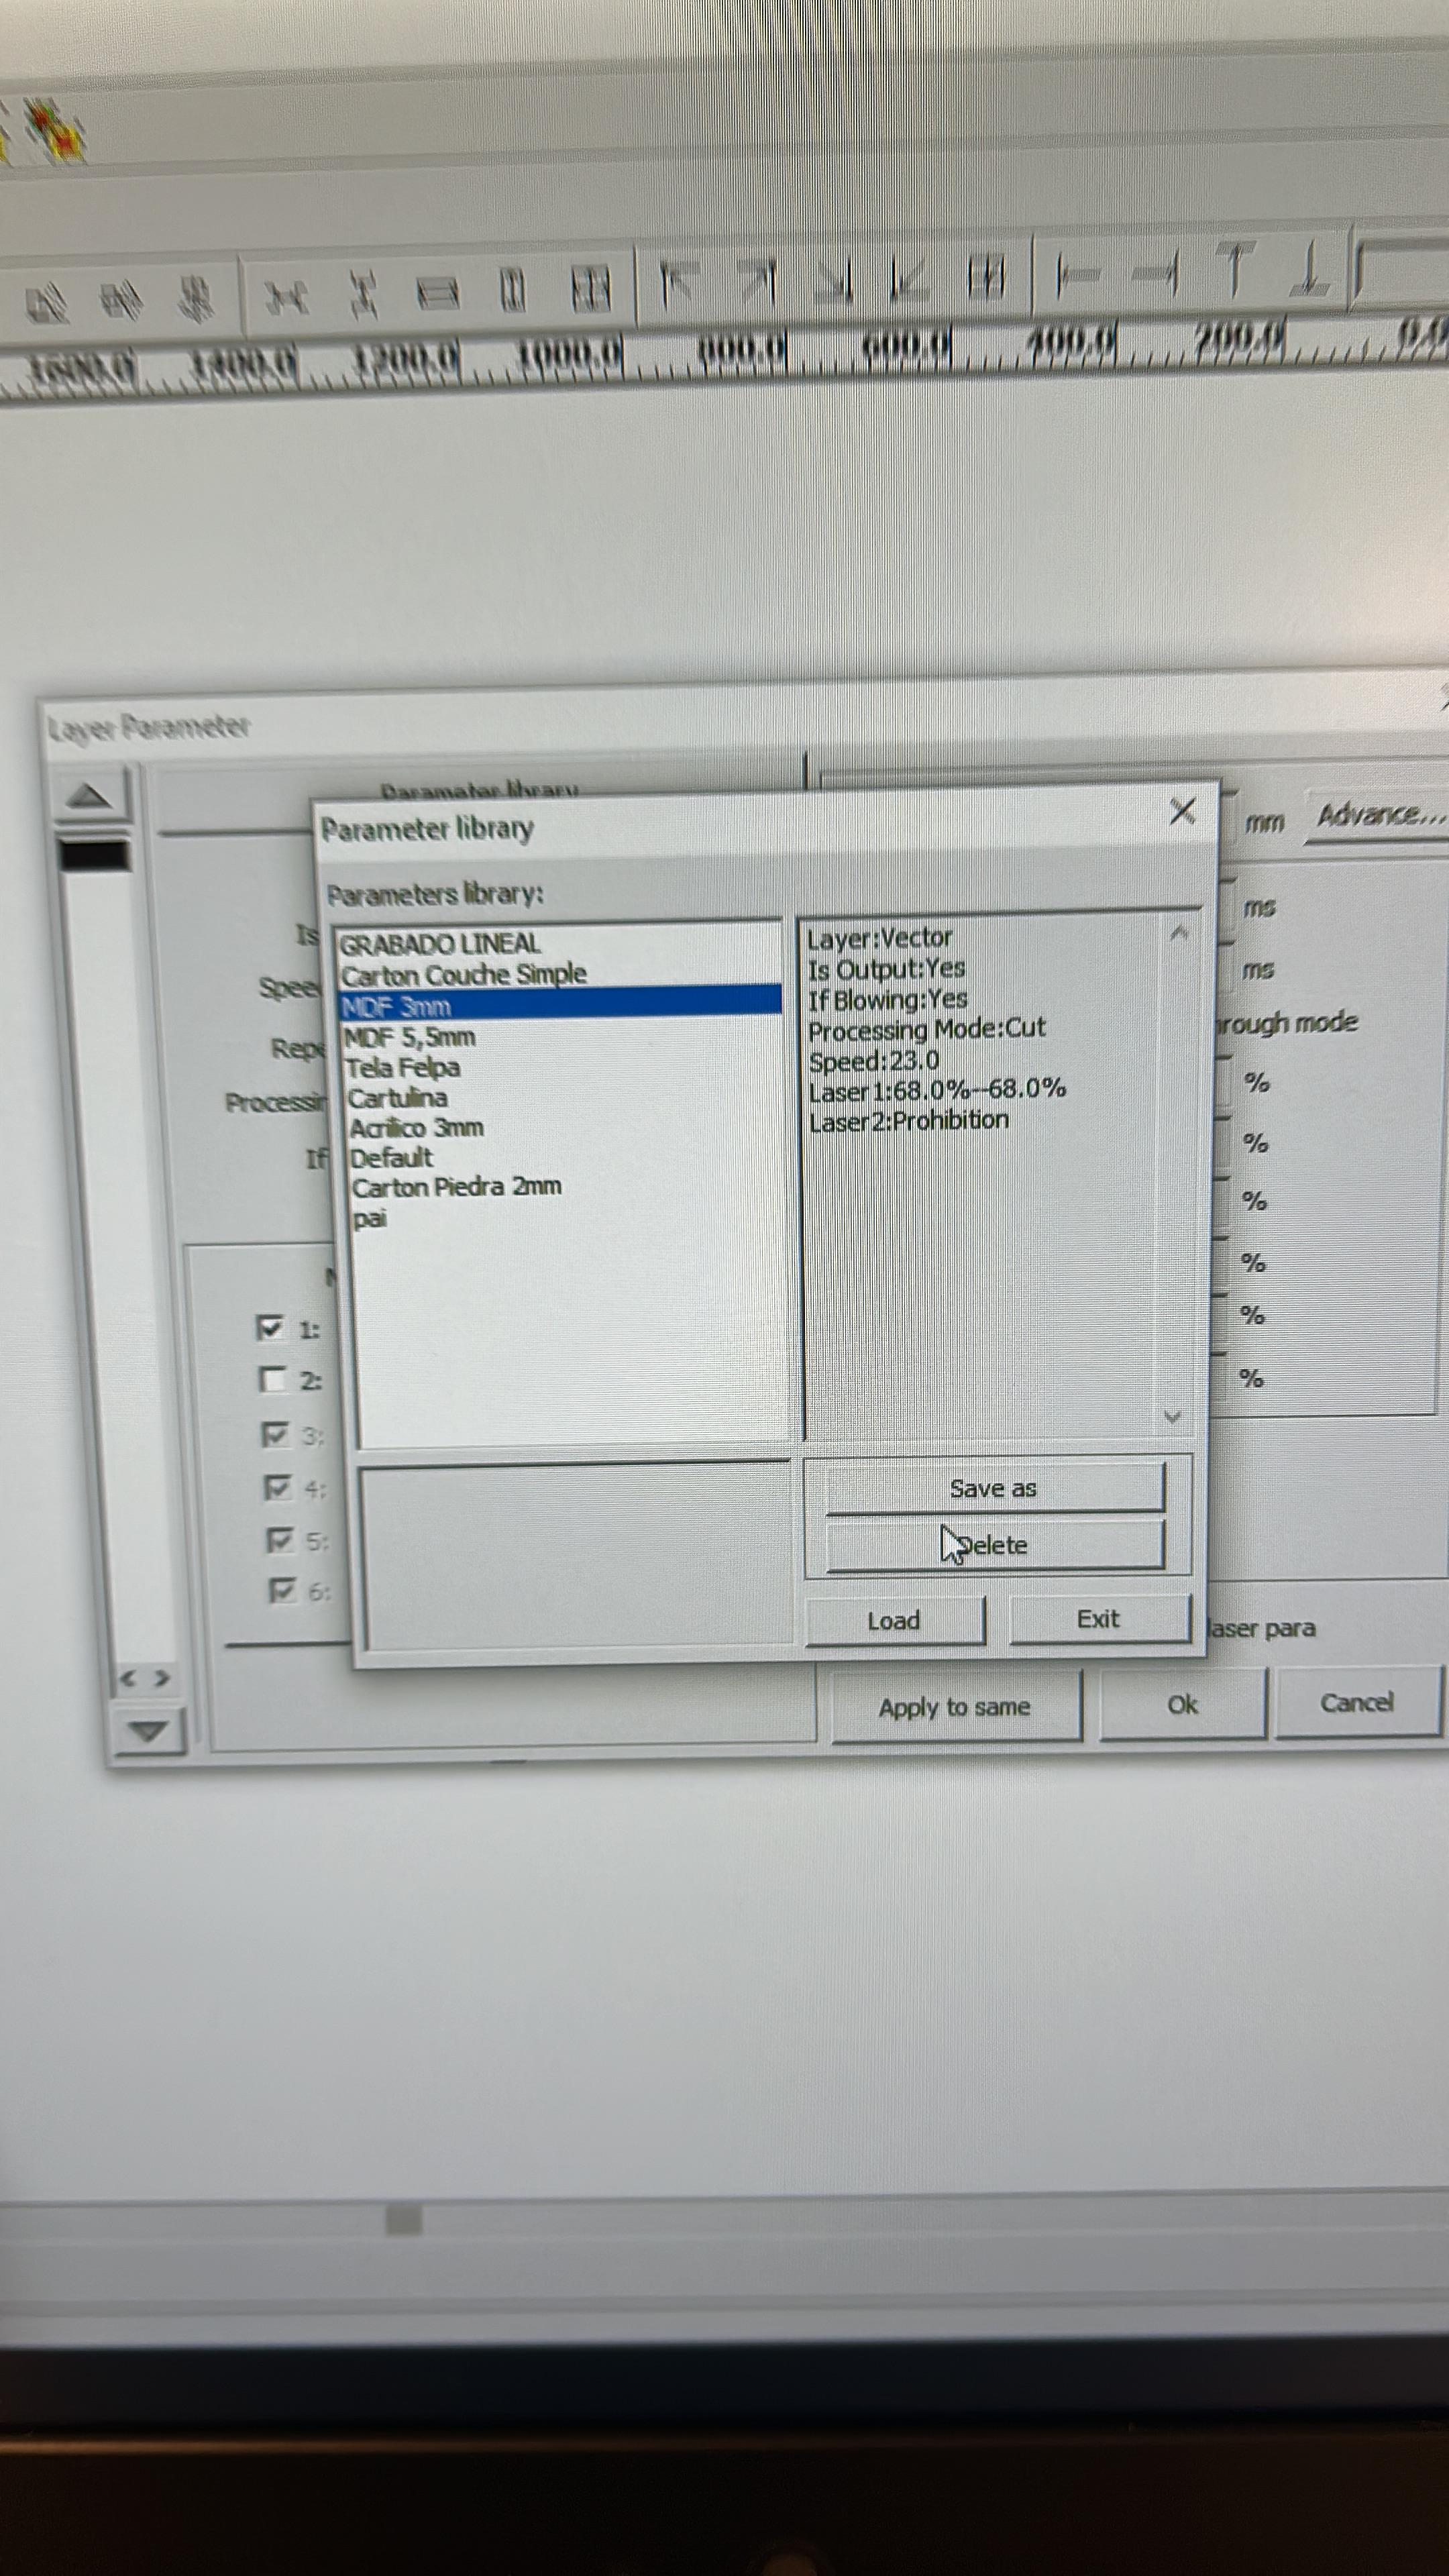 1600.0 1400.0 1200.0 1000.0 800.0 600.0 400.0 200.0 0.0
Layer Parameter
Parameter library
Parameter library
mm
Advance...
Parameters library:
ms
Is
GRABADO LINEAL
Layer:Vector
Carton Couche Simple
Is Output:Yes
ms
Spee
MDF 3mm
If Blowing:Yes
MDF 5,5mm
Processing Mode:Cut
rough mode
Rep
Tela Felpa
Speed:23.0
%
Processin
Cartulina
Laser1:68.0%--68.0%
Acrilico 3mm
Laser2:Prohibition
%
If
Default
Carton Piedra 2mm
%
pai
%
1:
%
2:
%
3:
4:
Save as
5:
Delete
6:
Load
Exit
laser para
Apply to same
Ok
Cancel